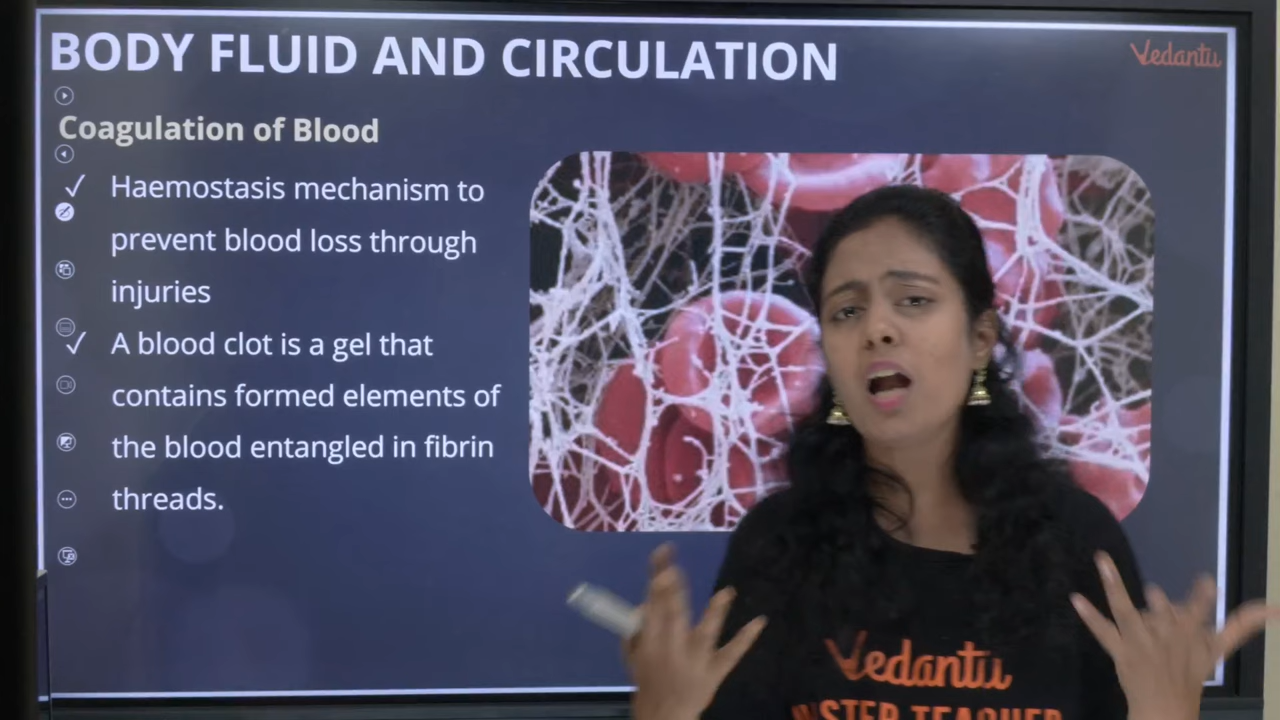 BODY FLUID AND CIRCULATION
Vedantu
Coagulation of Blood
Haemostasis mechanism to
prevent blood loss through
injuries
A blood clot is a gel that
contains formed elements of
the blood entangled in fibrin
threads.
Vedantu
TEACHER